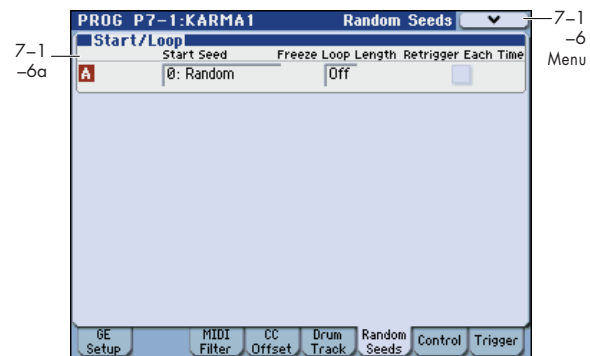 PROG P7-1:KARMA1 Random Seeds
7-1
-6
Menu
Start/Loop
7-1
-6a
Start Seed Freeze Loop Length Retrigger Each Time
A 0: Random Off
GE Setup
MIDI Filter
CC Offset
Drum Track
Random Seeds
Control
Trigger